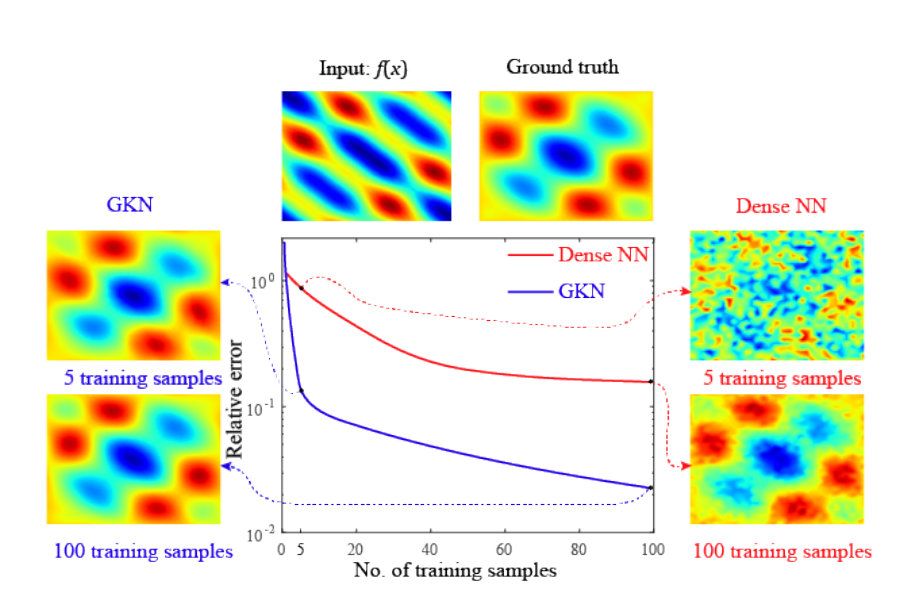 Input: f(x)
Ground truth
GKN
Dense NN
Dense NN
GKN
10^0
10^-1
10^-2
Relative error
0 5 20 40 60 80 100
No. of training samples
5 training samples
100 training samples
5 training samples
100 training samples